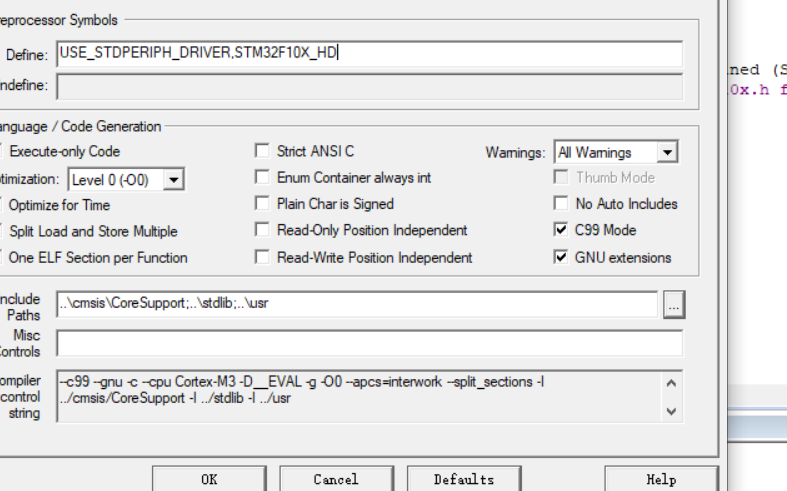 reprocessor Symbols
Define: USE_STDPERIPH_DRIVER,STM32F10X_HD
ndefine:
ned (S
0x.h f
anguage / Code Generation
Execute-only Code
Strict ANSI C
Warnings: All Warnings
timization: Level 0 (-O0)
Enum Container always int
Thumb Mode
Optimize for Time
Plain Char is Signed
No Auto Includes
Split Load and Store Multiple
Read-Only Position Independent
C99 Mode
One ELF Section per Function
Read-Write Position Independent
GNU extensions
nclude
Paths
..\cmsis\CoreSupport;..\stdlib;..\usr
...
Misc
Controls
ompiler
control
string
--c99 --gnu -c --cpu Cortex-M3 -D__EVAL -g -O0 --apcs=interwork --split_sections -I
../cmsis/CoreSupport -I ../stdlib -I ../usr
OK
Cancel
Defaults
Help